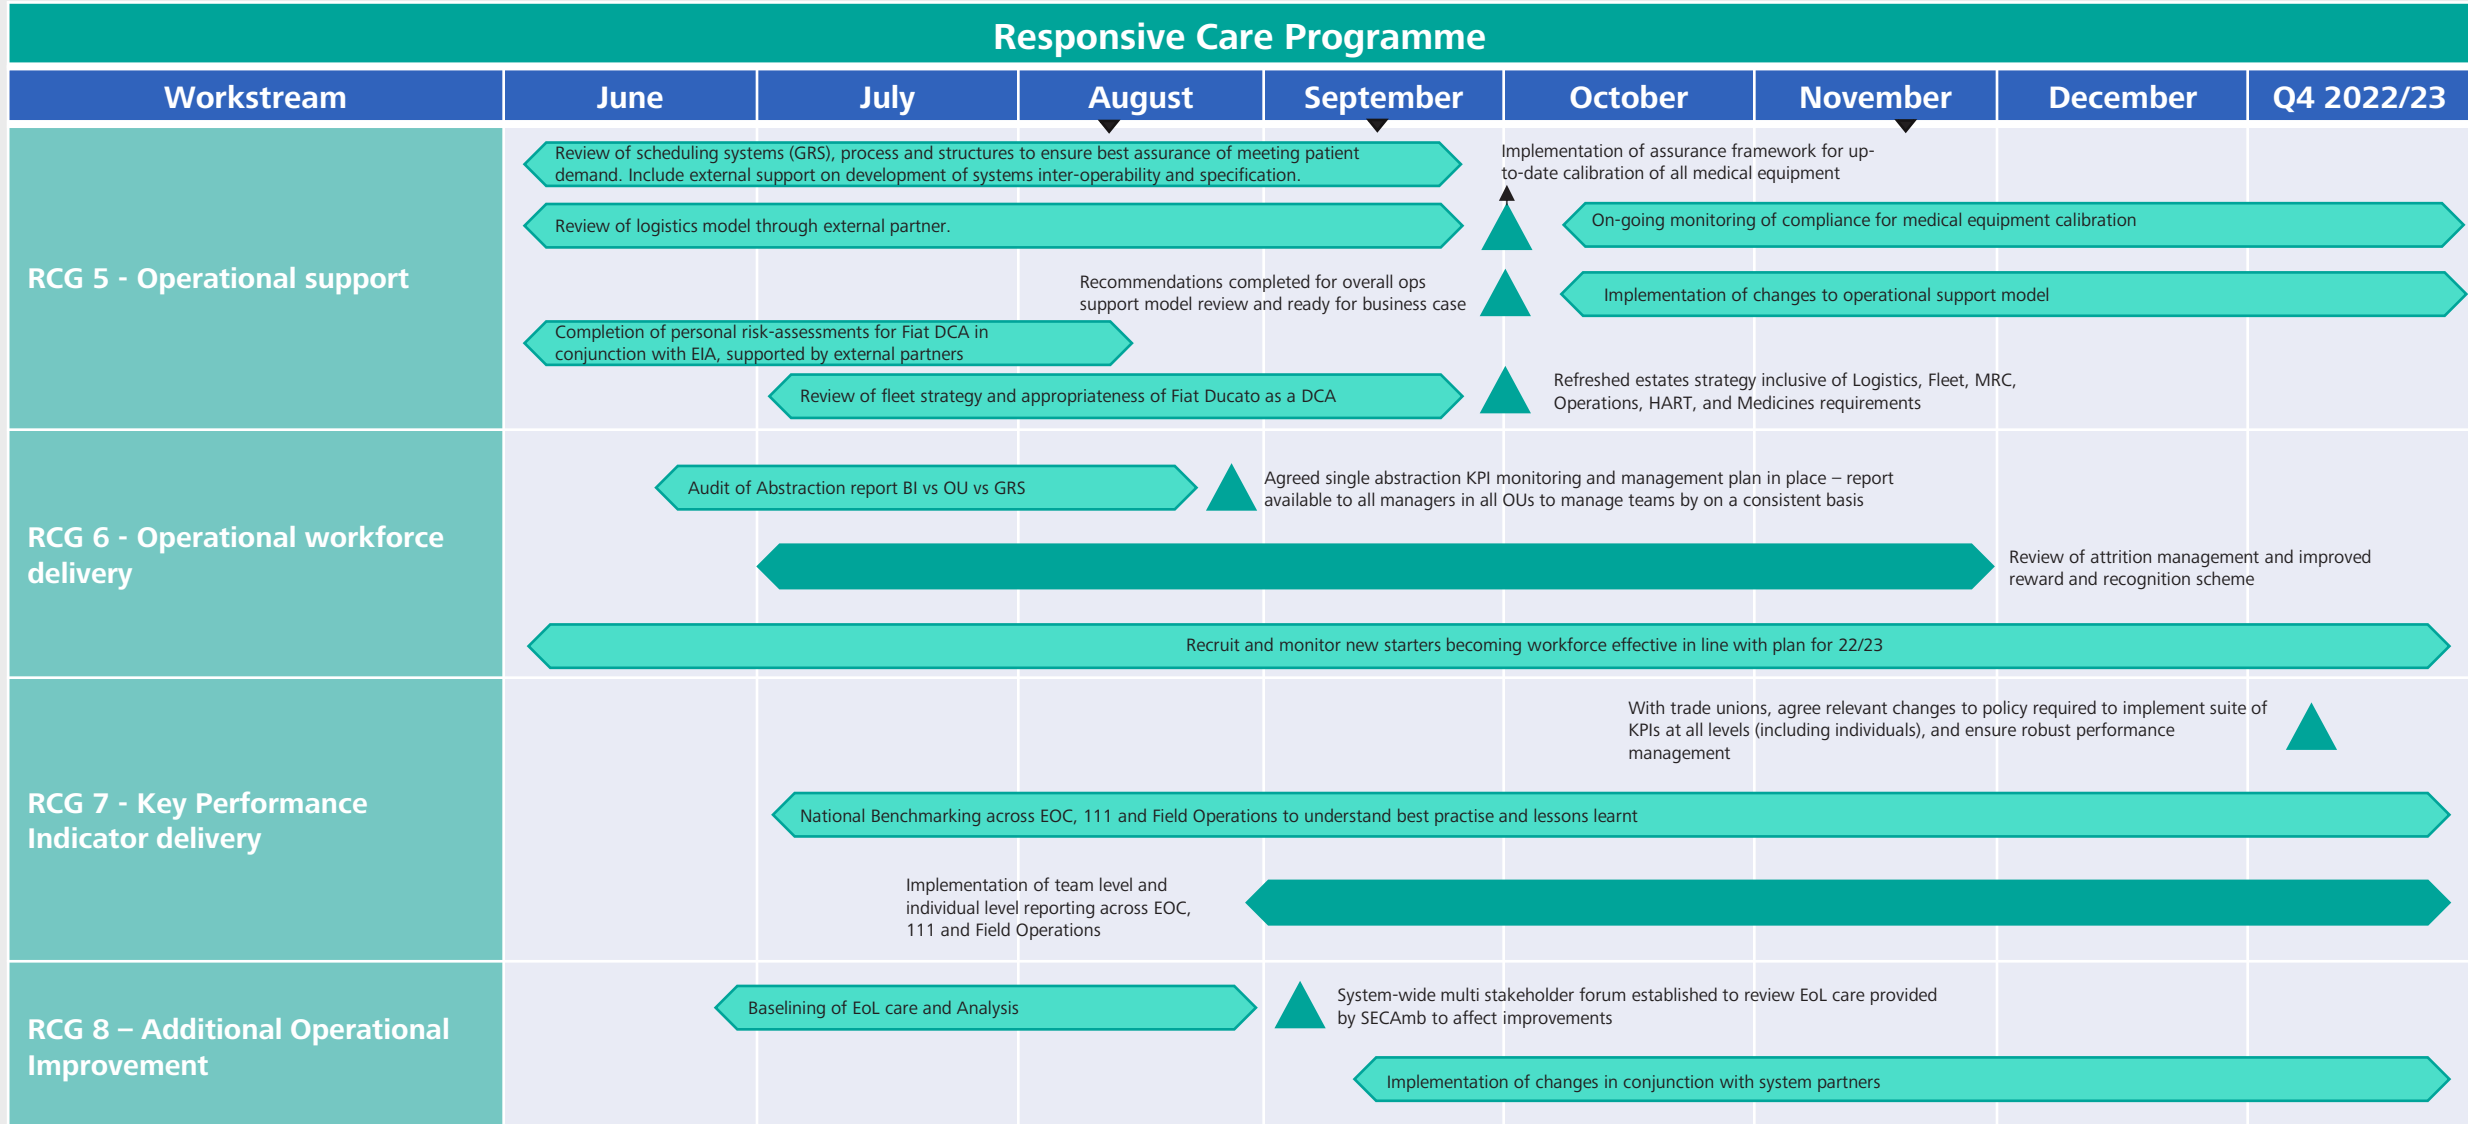 Responsive Care Programme
Workstream
June
July
August
September
October
November
December
Q4 2022/23
RCG 5 - Operational support
Review of scheduling systems (GRS), process and structures to ensure best assurance of meeting patient
demand. Include external support on development of systems inter-operability and specification.
Implementation of assurance framework for up-
to-date calibration of all medical equipment
Review of logistics model through external partner.
On-going monitoring of compliance for medical equipment calibration
Recommendations completed for overall ops
support model review and ready for business case
Implementation of changes to operational support model
Completion of personal risk-assessments for Fiat DCA in
conjunction with EIA, supported by external partners
Review of fleet strategy and appropriateness of Fiat Ducato as a DCA
Refreshed estates strategy inclusive of Logistics, Fleet, MRC,
Operations, HART, and Medicines requirements
RCG 6 - Operational workforce
delivery
Audit of Abstraction report BI vs OU vs GRS
Agreed single abstraction KPI monitoring and management plan in place – report
available to all managers in all OUs to manage teams by on a consistent basis
Review of attrition management and improved
reward and recognition scheme
Recruit and monitor new starters becoming workforce effective in line with plan for 22/23
RCG 7 - Key Performance
Indicator delivery
With trade unions, agree relevant changes to policy required to implement suite of
KPIs at all levels (including individuals), and ensure robust performance
management
National Benchmarking across EOC, 111 and Field Operations to understand best practise and lessons learnt
Implementation of team level and
individual level reporting across EOC,
111 and Field Operations
RCG 8 – Additional Operational
Improvement
Baselining of EoL care and Analysis
System-wide multi stakeholder forum established to review EoL care provided
by SECAmb to affect improvements
Implementation of changes in conjunction with system partners